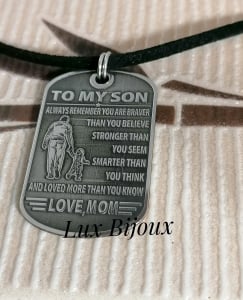 TO MY SON
ALWAYS REMEMBER YOU ARE BRAVER
THAN YOU BELIEVE
STRONGER THAN
YOU SEEM
SMARTER THAN
YOU THINK
AND LOVED MORE THAN YOU KNOW
LOVE, MOM
Lux Bijoux